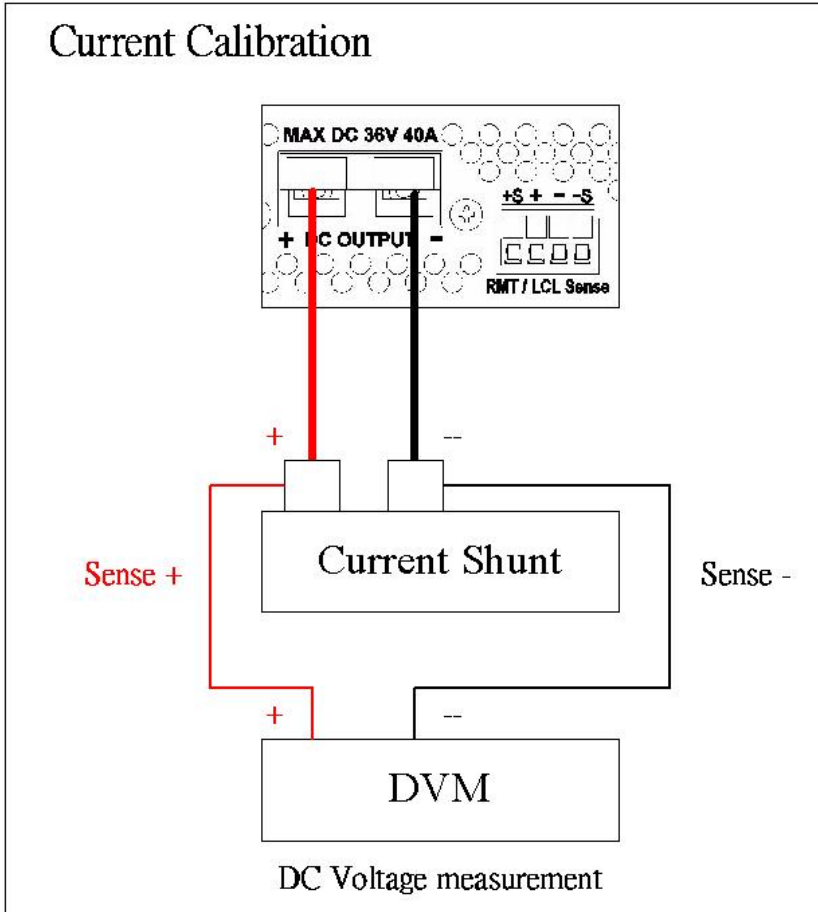 Current Calibration
MAX DC 36V 40A
+S + - -S
+ DC OUTPUT -
RMT / LCL Sense
+ --
Current Shunt
Sense +
Sense -
+ --
DVM
DC Voltage measurement